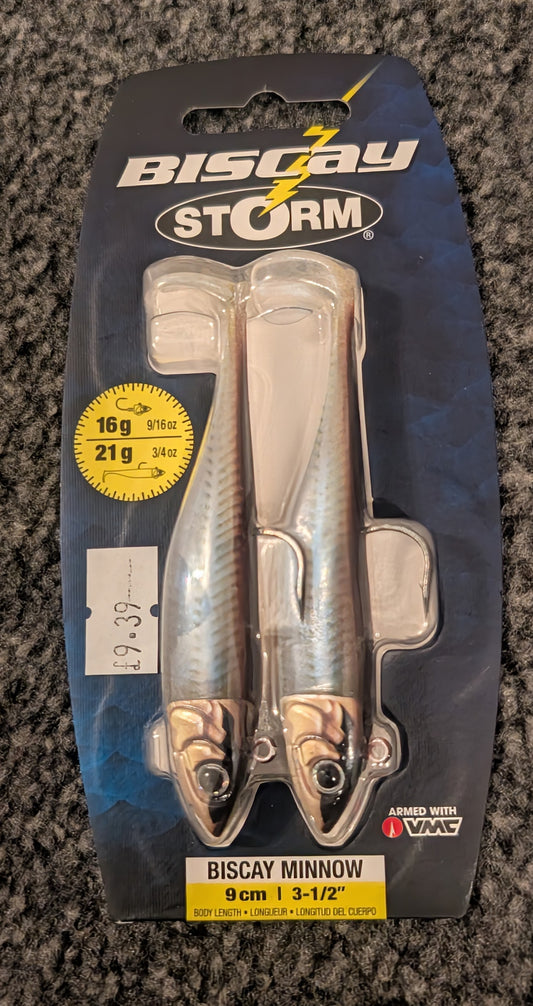 BISCAY
STORM®
16g 9/16 oz
21g 3/4 oz
£9.39
ARMED WITH
VMC
BISCAY MINNOW
9cm | 3-1/2"
BODY LENGTH • LONGUEUR • LONGITUD DEL CUERPO